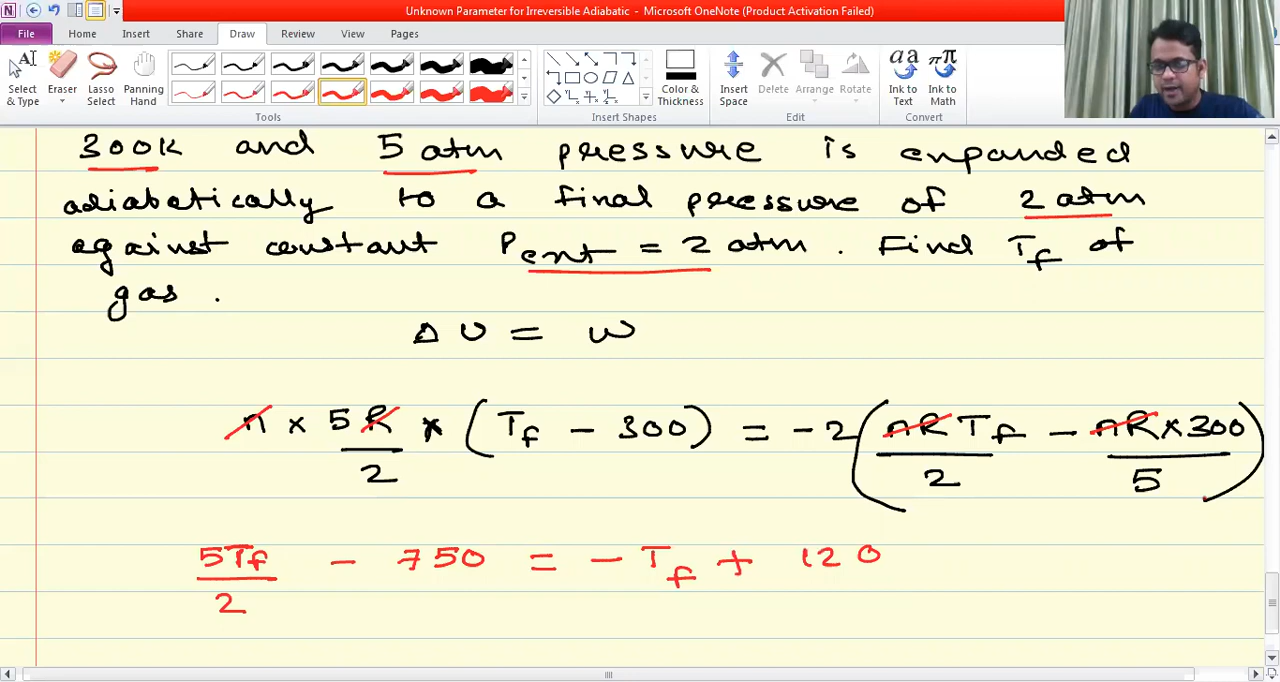 Unknown Parameter for Irreversible Adiabatic - Microsoft OneNote (Product Activation Failed)
File Home Insert Share Draw Review View Pages
Select & Type Eraser Lasso Select Panning Hand Color & Thickness Insert Space Delete Arrange Rotate Ink to Text Ink to Math
Tools Insert Shapes Edit Convert
300K and 5 atm pressure is expanded
adiabatically to a final pressure of 2 atm
against constant Pext = 2 atm . Find Tf of
gas .
ΔU = w
n × 5R/2 × (Tf - 300) = -2 (nRTf/2 - nR×300/5)
5Tf/2 - 750 = - Tf + 120